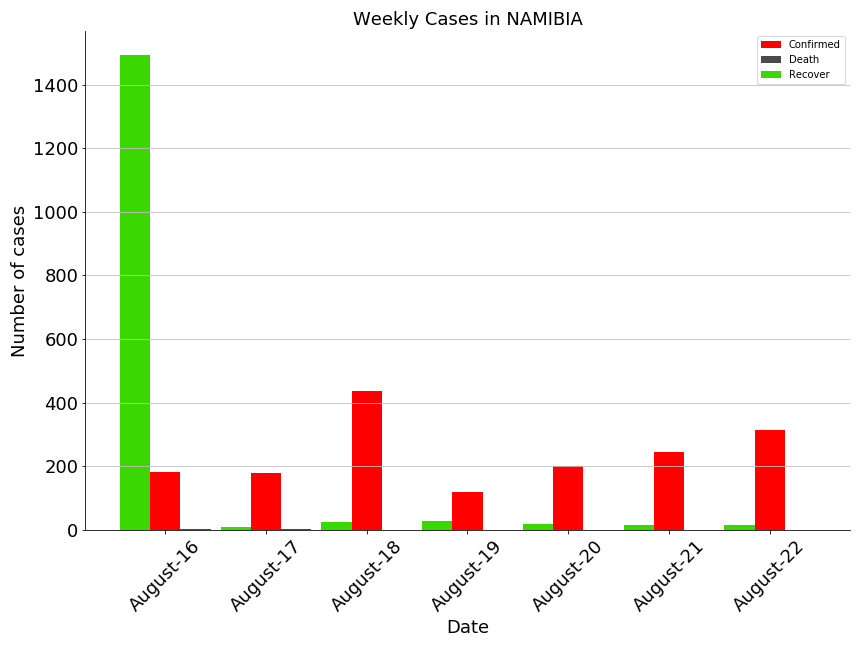 Weekly Cases in NAMIBIA
Confirmed
Death
Recover
Number of cases
1400
1200
1000
800
600
400
200
0
August-16
August-17
August-18
August-19
August-20
August-21
August-22
Date